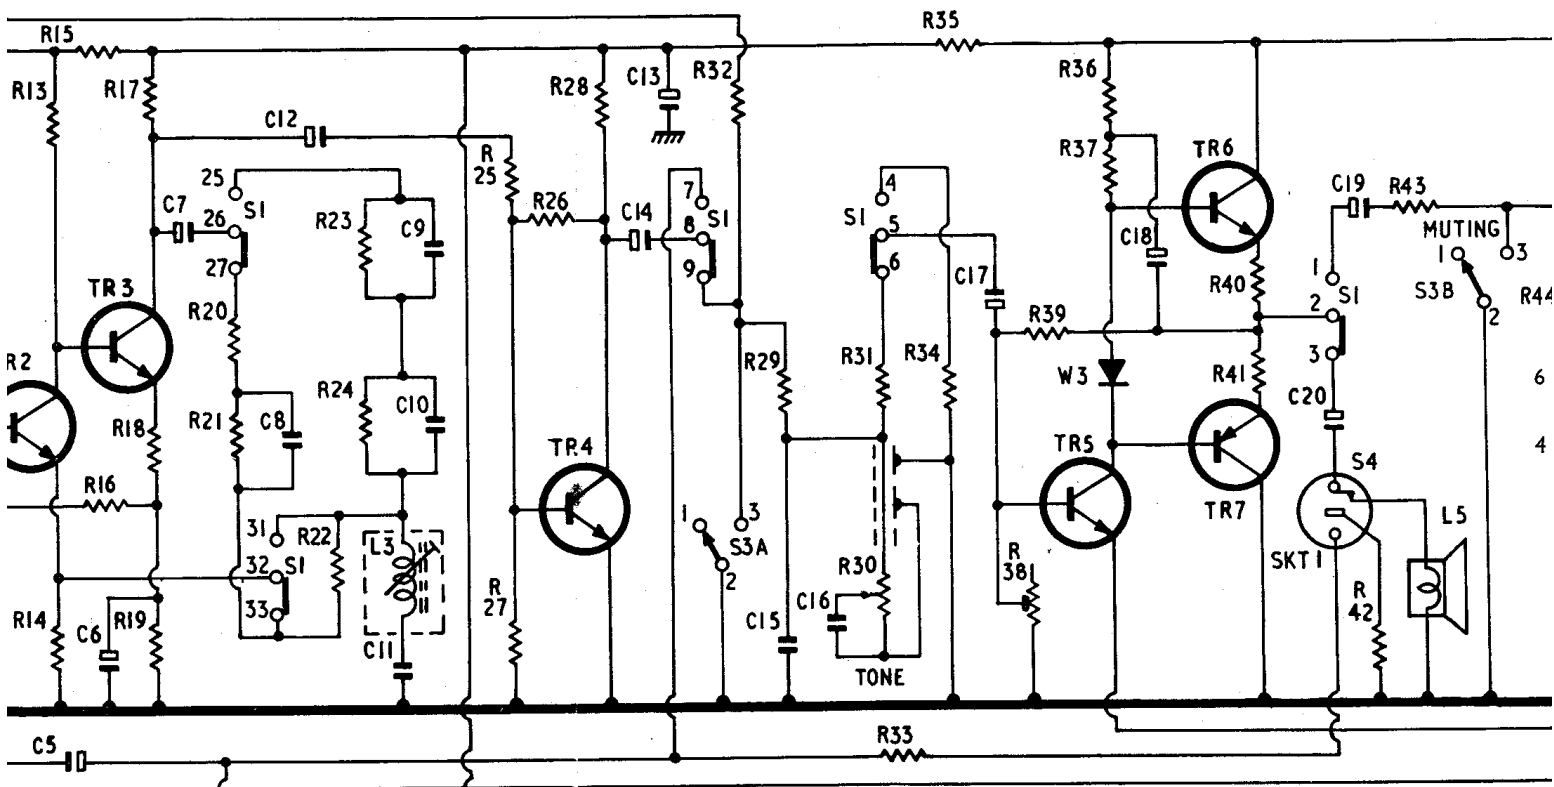 R15
R35
R13
R17
R28
C13
R32
R36
C12
R37
TR6
R
25
25
7
4
C19
R43
C7
26
S1
R23
C9
R26
C14
8
S1
S1
5
C18
MUTING
1
3
27
9
6
C17
R40
1
S1
2
S3B
2
R44
TR3
R20
R39
3
R2
R24
C10
R29
R31
R34
W3
R41
C20
6
R18
R21
C8
TR4
TR5
TR7
S4
4
R16
31
R22
L3
1
3
S3A
SKT1
L5
32
S1
2
R30
R
38
33
R
27
C16
R
42
R14
C6
R19
C11
C15
TONE
C5
R33